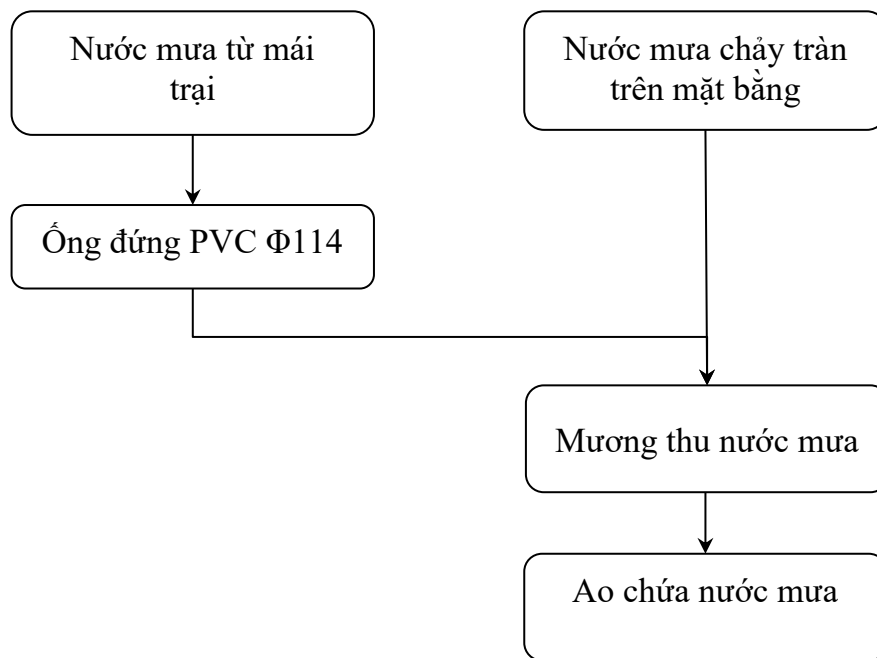 Nước mưa từ mái
trại
Nước mưa chảy tràn
trên mặt bằng
Ống đứng PVC Φ114
Mương thu nước mưa
Ao chứa nước mưa